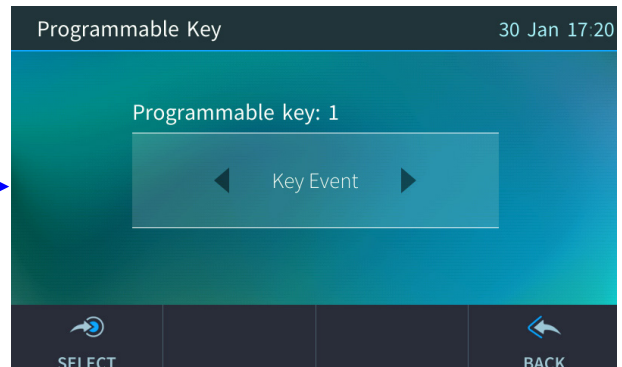 Programmable Key 30 Jan 17:20
Programmable key: 1
Key Event
SELECT BACK